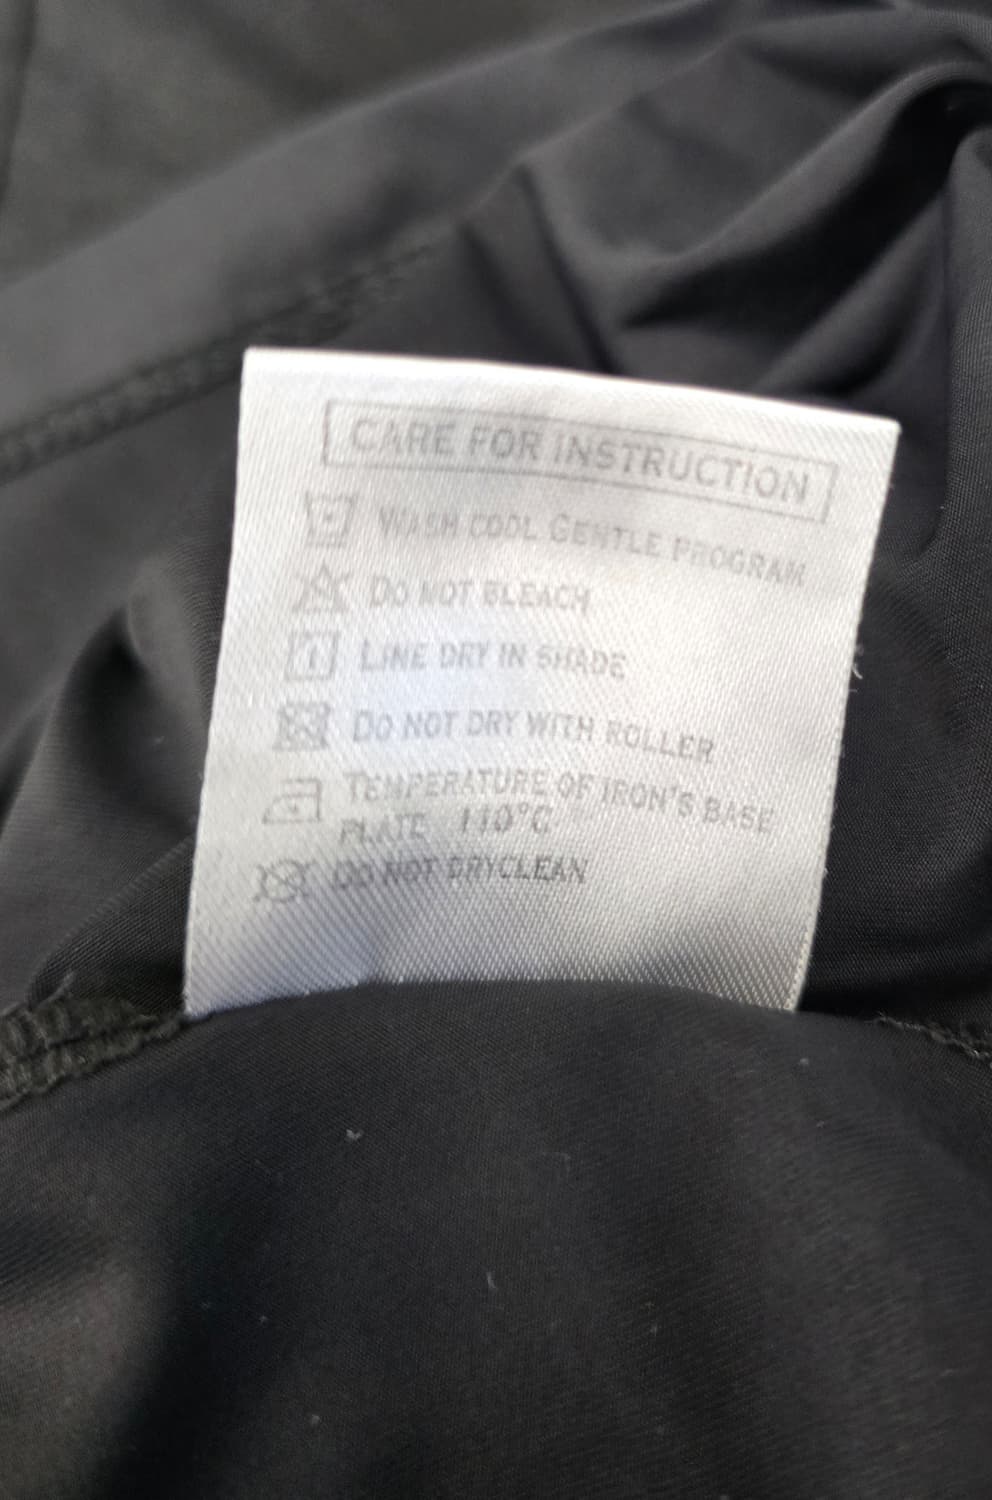 CARE FOR INSTRUCTION
WASH COOL GENTLE PROGRAM
DO NOT BLEACH
LINE DRY IN SHADE
DO NOT DRY WITH ROLLER
TEMPERATURE OF IRON'S BASE
PLATE 110°C
DO NOT DRYCLEAN